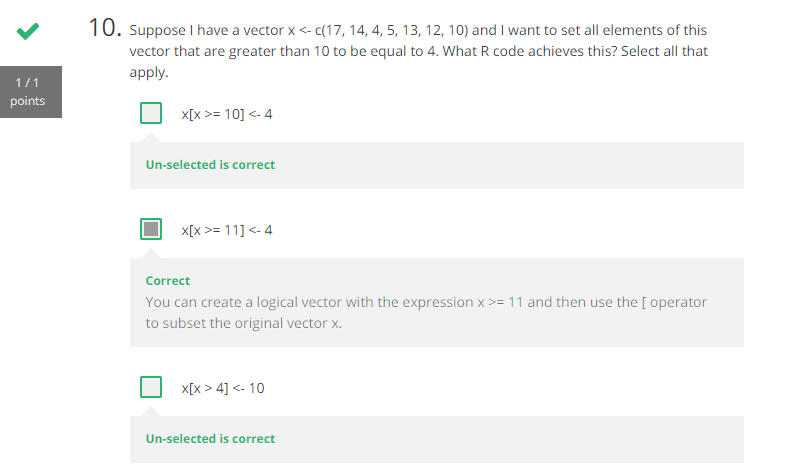 10. Suppose I have a vector x <- c(17, 14, 4, 5, 13, 12, 10) and I want to set all elements of this
vector that are greater than 10 to be equal to 4. What R code achieves this? Select all that
apply.
1 / 1
points
x[x >= 10] <- 4
Un-selected is correct
x[x >= 11] <- 4
Correct
You can create a logical vector with the expression x >= 11 and then use the [ operator
to subset the original vector x.
x[x > 4] <- 10
Un-selected is correct